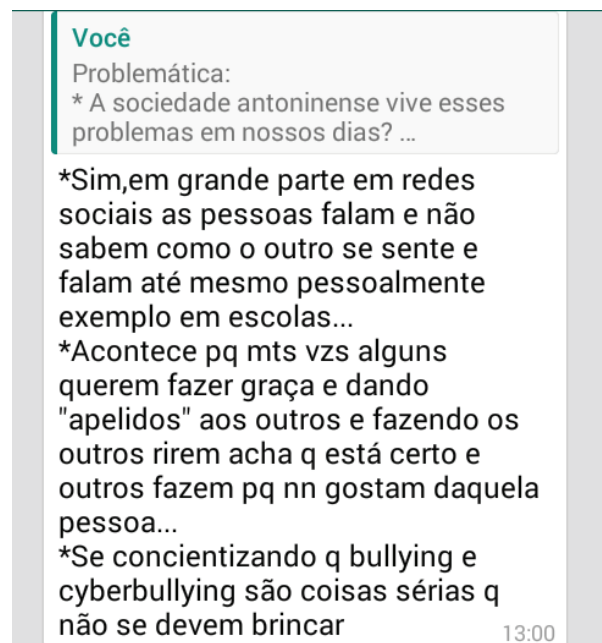 Você
Problemática:
* A sociedade antoninense vive esses
problemas em nossos dias? ...
*Sim,em grande parte em redes
sociais as pessoas falam e não
sabem como o outro se sente e
falam até mesmo pessoalmente
exemplo em escolas...
*Acontece pq mts vzs alguns
querem fazer graça e dando
"apelidos" aos outros e fazendo os
outros rirem acha q está certo e
outros fazem pq nn gostam daquela
pessoa...
*Se concientizando q bullying e
cyberbullying são coisas sérias q
não se devem brincar
13:00